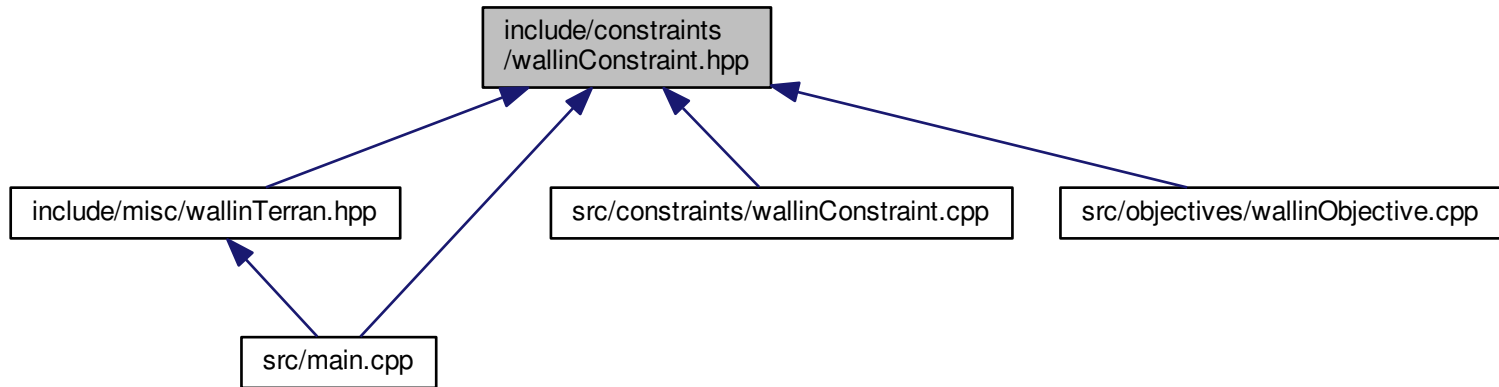 include/constraints
/wallinConstraint.hpp
include/misc/wallinTerran.hpp
src/constraints/wallinConstraint.cpp
src/objectives/wallinObjective.cpp
src/main.cpp